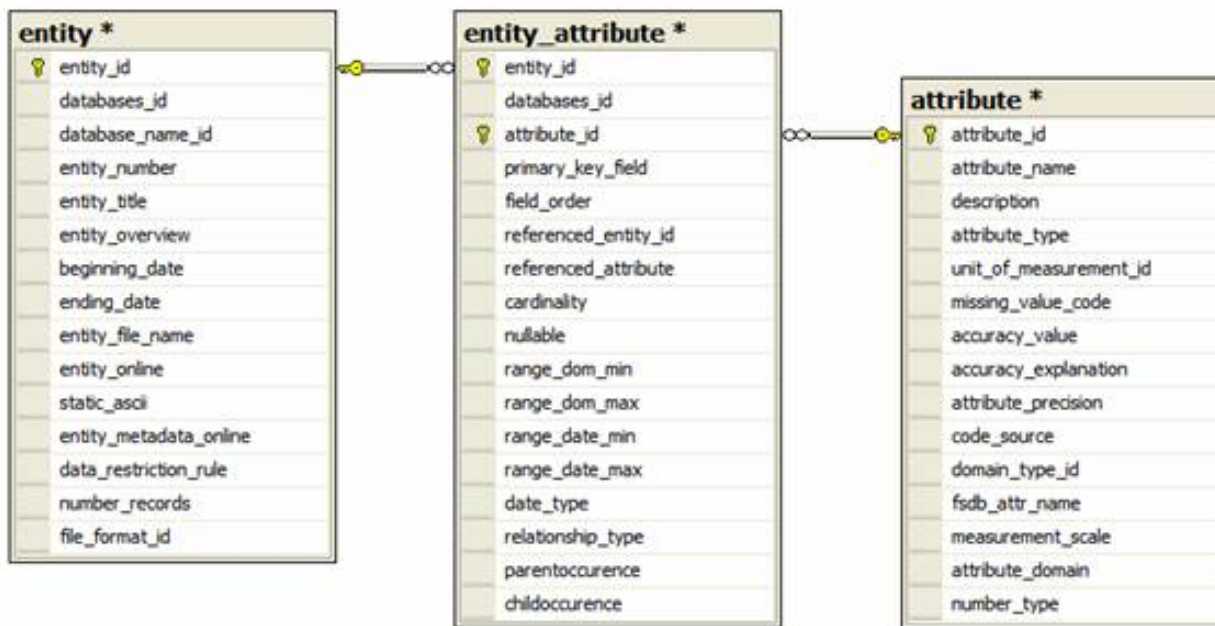 entity *
entity_id
databases_id
database_name_id
entity_number
entity_title
entity_overview
beginning_date
ending_date
entity_file_name
entity_online
static_ascii
entity_metadata_online
data_restriction_rule
number_records
file_format_id
entity_attribute *
entity_id
databases_id
attribute_id
primary_key_field
field_order
referenced_entity_id
referenced_attribute
cardinality
nullable
range_dom_min
range_dom_max
range_date_min
range_date_max
date_type
relationship_type
parentoccurence
childoccurence
attribute *
attribute_id
attribute_name
description
attribute_type
unit_of_measurement_id
missing_value_code
accuracy_value
accuracy_explanation
attribute_precision
code_source
domain_type_id
fsdb_attr_name
measurement_scale
attribute_domain
number_type